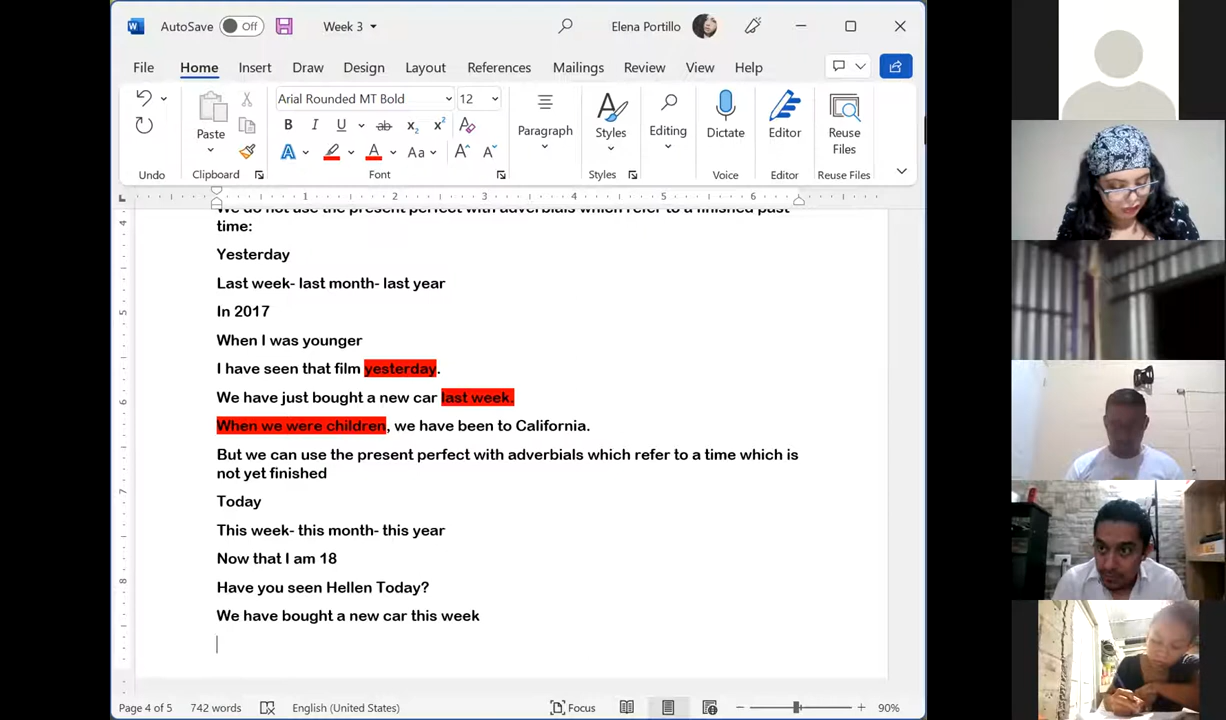 AutoSave Off Week 3 Elena Portillo
File Home Insert Draw Design Layout References Mailings Review View Help
Arial Rounded MT Bold 12
Paste Paragraph Styles Editing Dictate Editor Reuse Files
Undo Clipboard Font Styles Voice Editor Reuse Files
1 2 3 4 5 6
We do not use the present perfect with adverbials which refer to a finished past
time:
Yesterday
Last week- last month- last year
In 2017
When I was younger
I have seen that film yesterday.
We have just bought a new car last week.
When we were children, we have been to California.
But we can use the present perfect with adverbials which refer to a time which is
not yet finished
Today
This week- this month- this year
Now that I am 18
Have you seen Hellen Today?
We have bought a new car this week
Page 4 of 5 742 words English (United States) Focus 90%